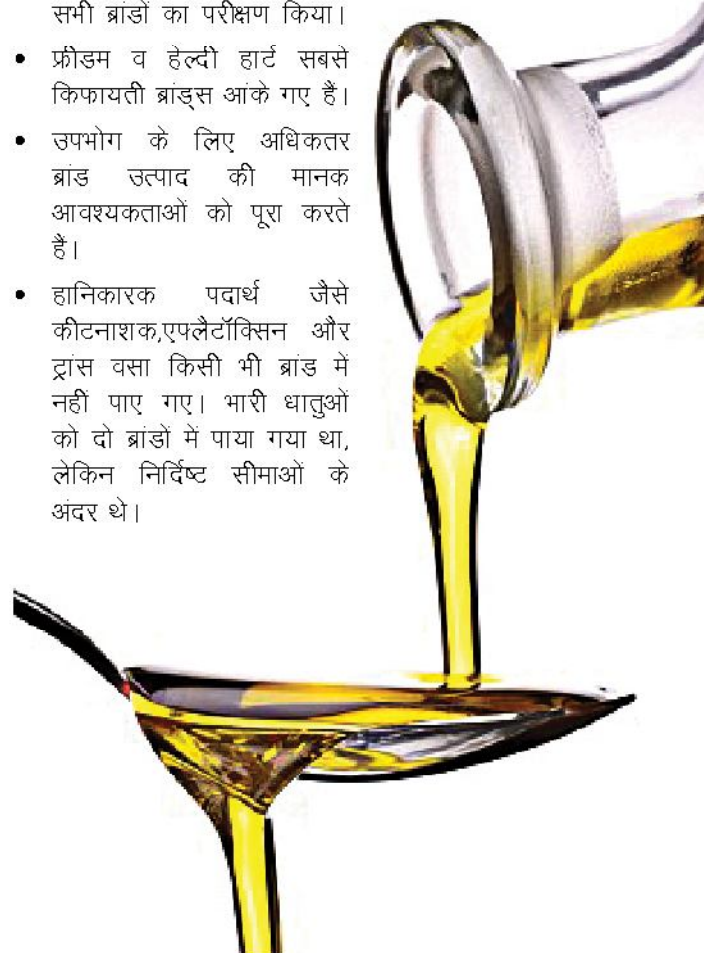 सभी ब्रांडों का परीक्षण किया।
• फ्रीडम व हेल्दी हार्ट सबसे
किफायती ब्रांड्स आंके गए हैं।
• उपभोग के लिए अधिकतर
ब्रांड उत्पाद की मानक
आवश्यकताओं को पूरा करते
हैं।
• हानिकारक पदार्थ जैसे
कीटनाशक,एफ्लैटॉक्सिन और
ट्रांस वसा किसी भी ब्रांड में
नहीं पाए गए। भारी धातुओं
को दो ब्रांडों में पाया गया था,
लेकिन निर्दिष्ट सीमाओं के
अंदर थे।